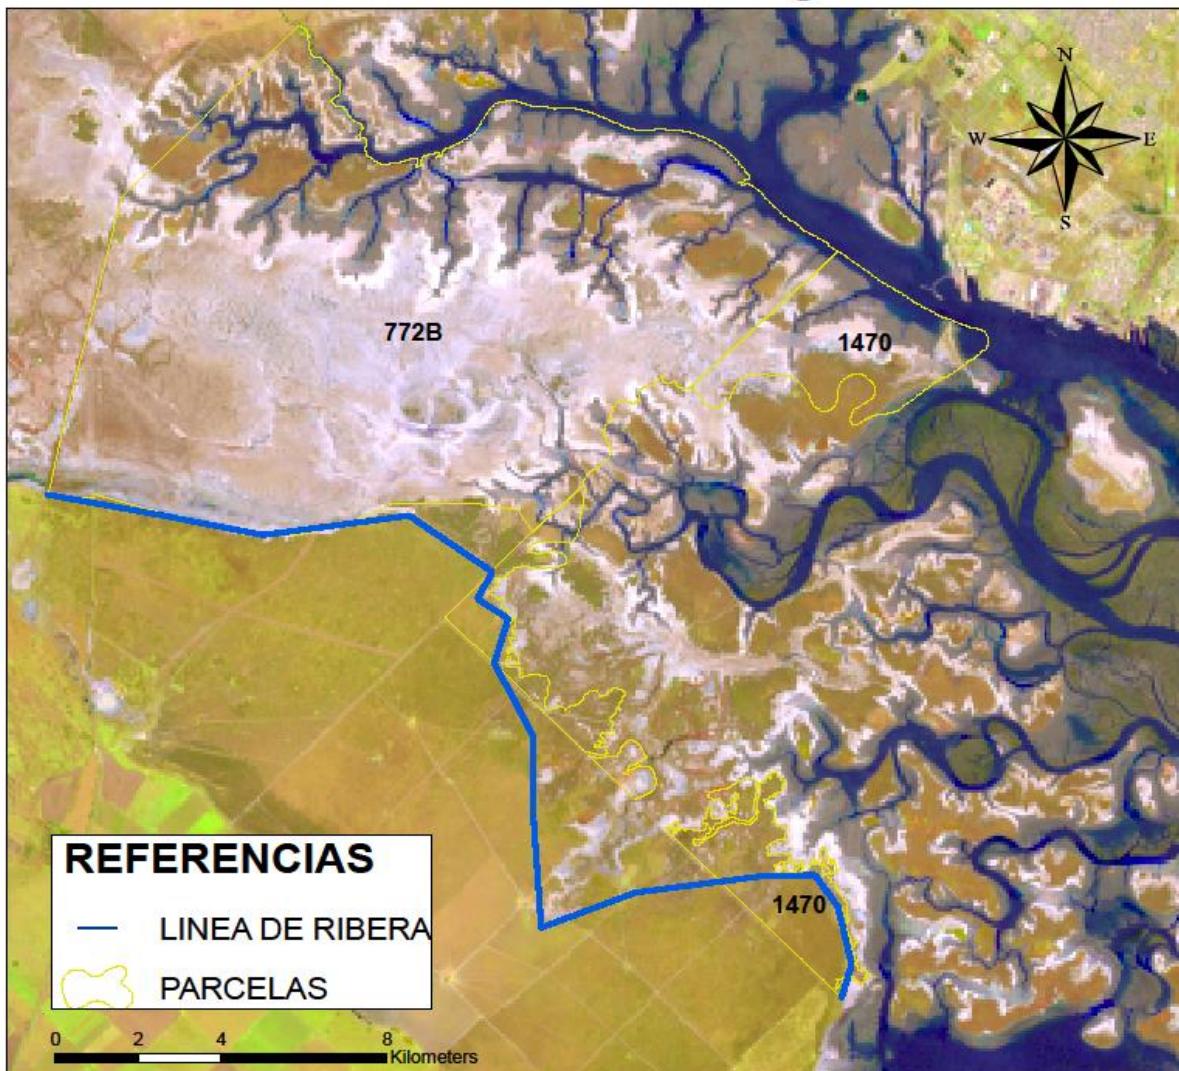 N
W E
S
772B
1470
1470
REFERENCIAS
LINEA DE RIBERA
PARCELAS
0 2 4 8
Kilometers